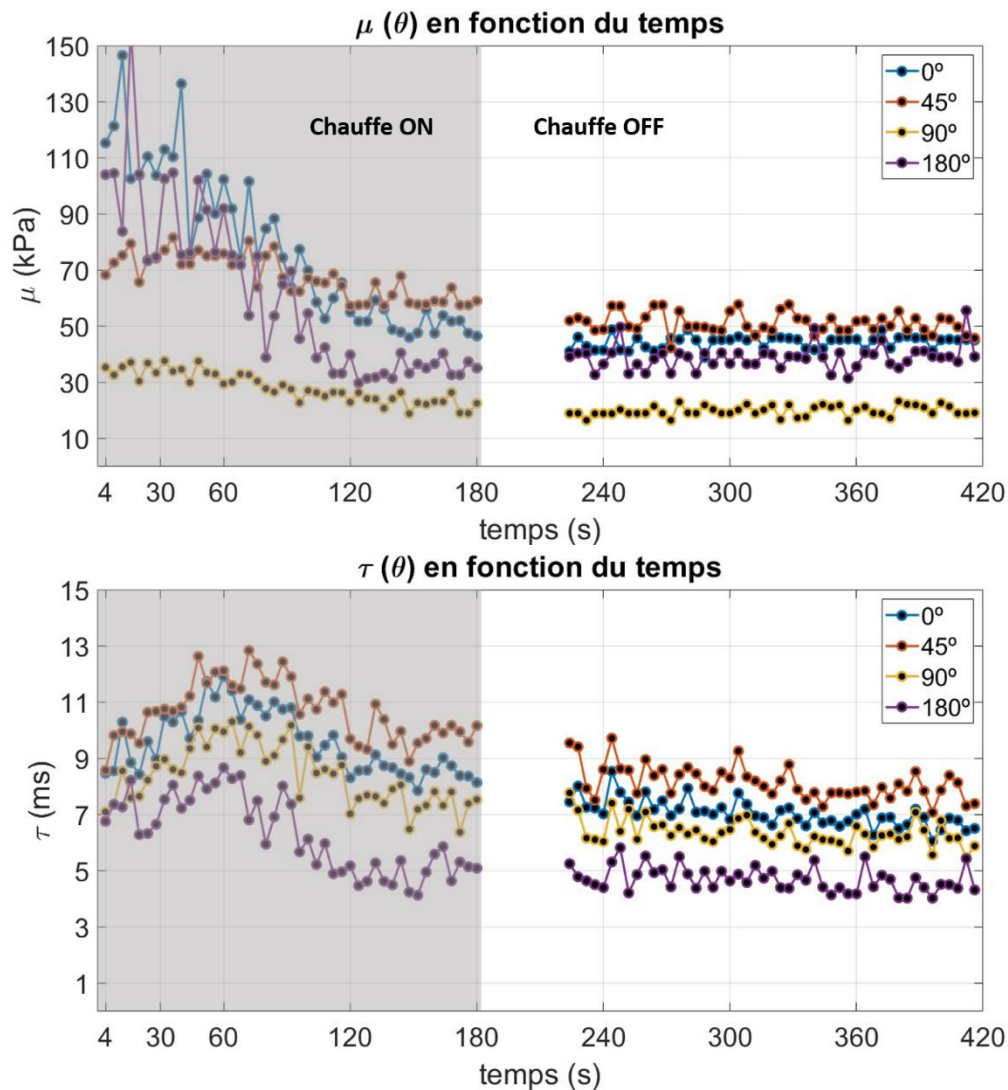 μ (θ) en fonction du temps
150
130
110
90
70
50
30
10
μ (kPa)
Chauffe ON
Chauffe OFF
0º
45º
90º
180º
4 30 60 120 180 240 300 360 420
temps (s)
τ (θ) en fonction du temps
15
13
11
9
7
5
3
1
τ (ms)
0º
45º
90º
180º
4 30 60 120 180 240 300 360 420
temps (s)